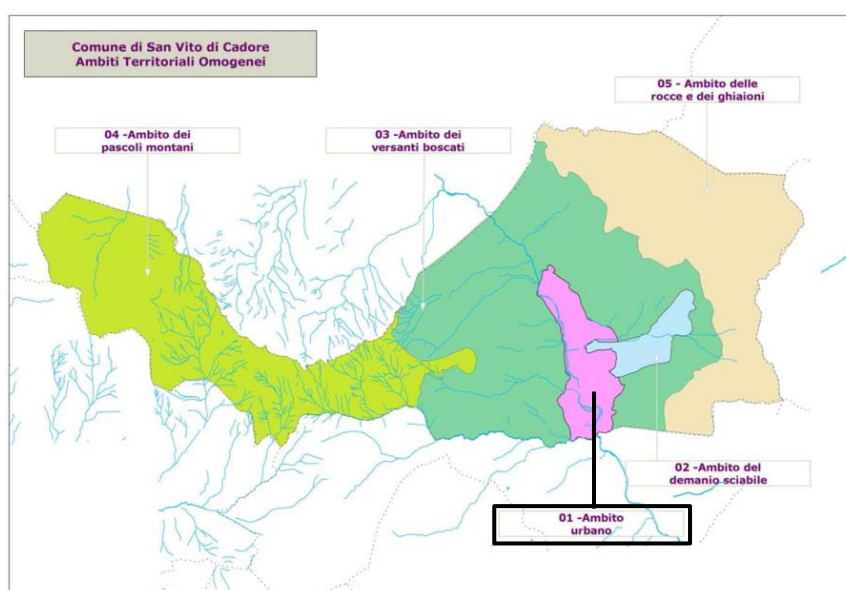 Comune di San Vito di Cadore
Ambiti Territoriali Omogenei
05 - Ambito delle
rocce e dei ghiaioni
04 -Ambito dei
pascoli montani
03 -Ambito dei
versanti boscati
02 -Ambito del
demanio sciabile
01 -Ambito
urbano